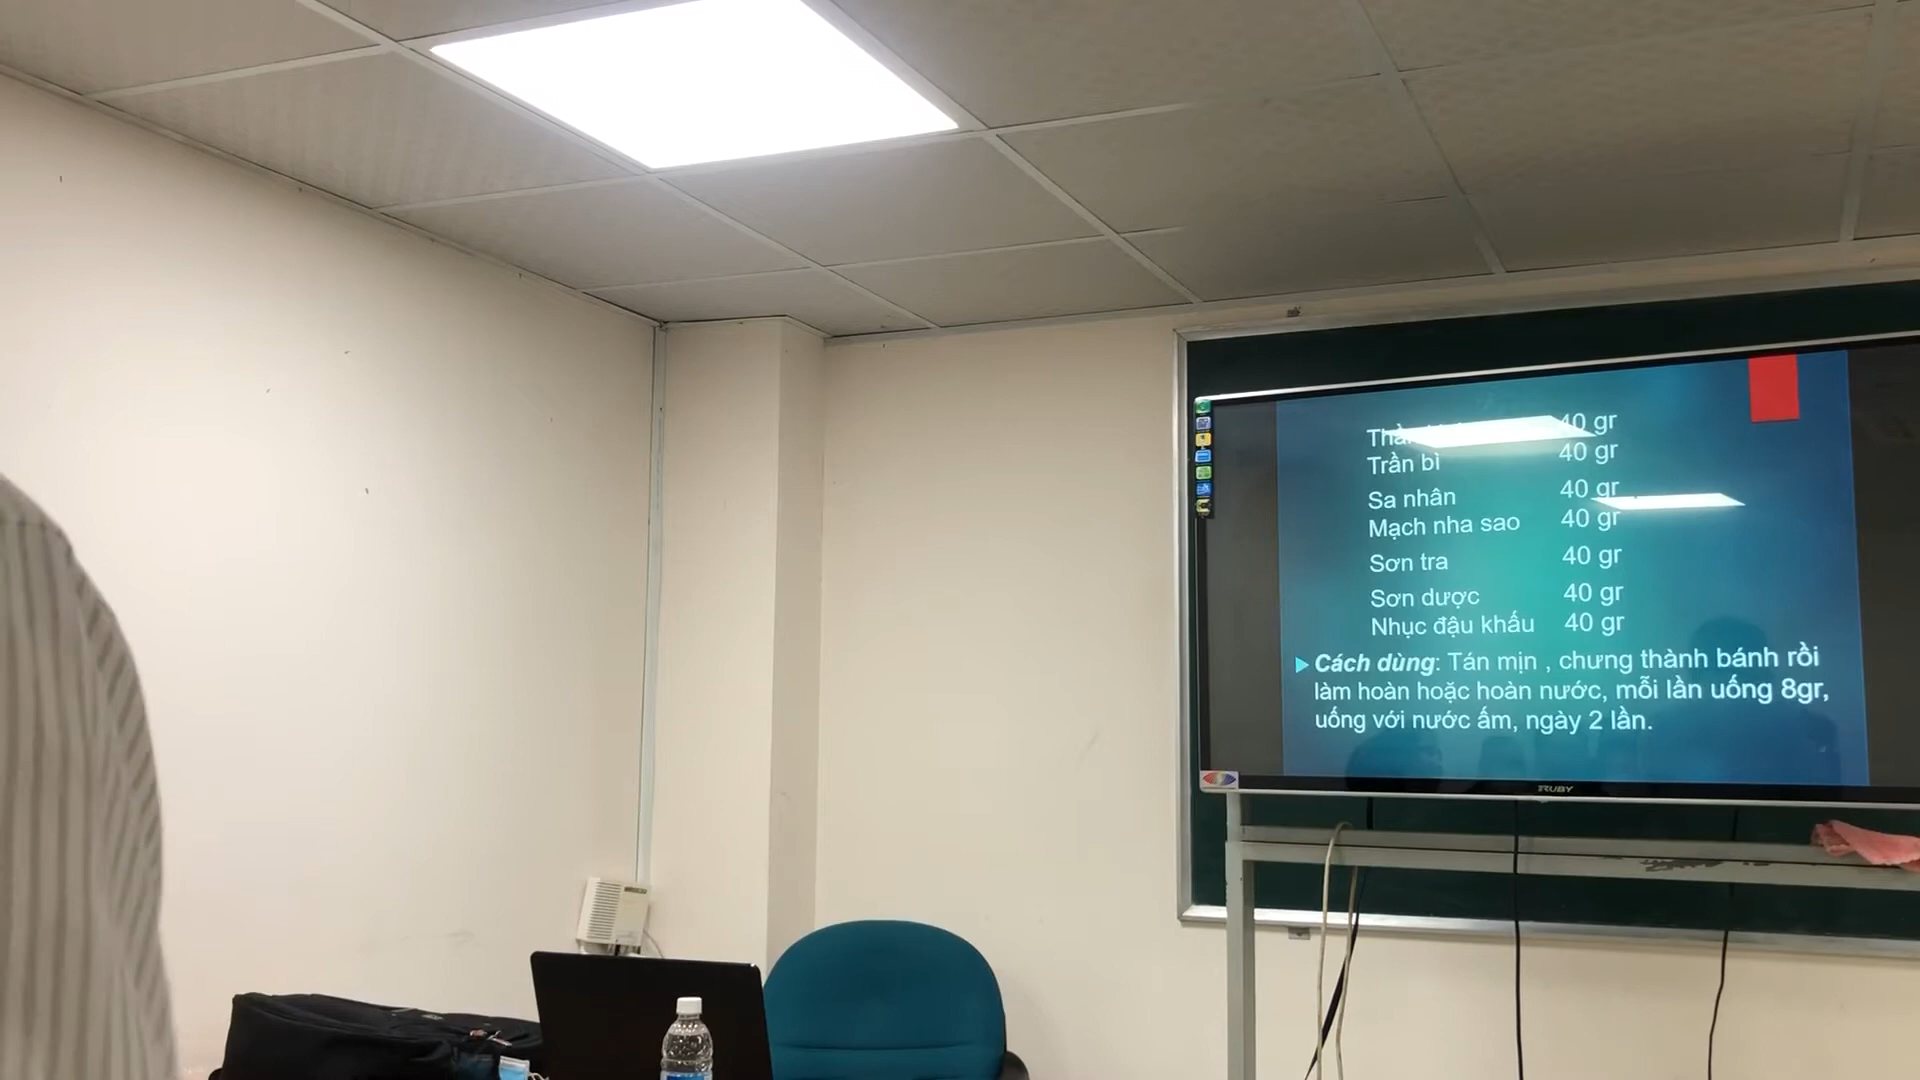 40 gr
Trần bì 40 gr
Sa nhân 40 gr
Mạch nha sao 40 gr
Sơn tra 40 gr
Sơn dược 40 gr
Nhục đậu khấu 40 gr
Cách dùng: Tán mịn , chưng thành bánh rồi
làm hoàn hoặc hoàn nước, mỗi lần uống 8gr,
uống với nước ấm, ngày 2 lần.
RUBY